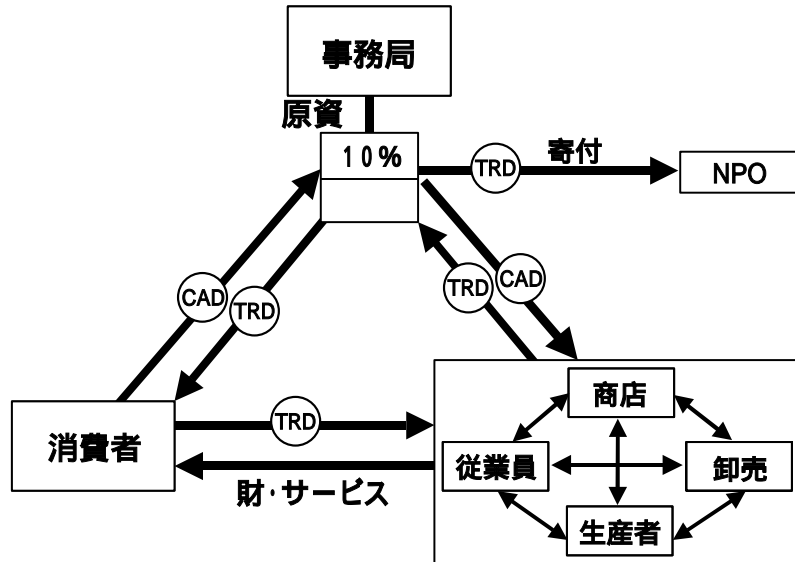 事務局
原資
10%
TRD
寄付
NPO
CAD
TRD
TRD
CAD
消費者
TRD
財・サービス
商店
従業員
卸売
生産者